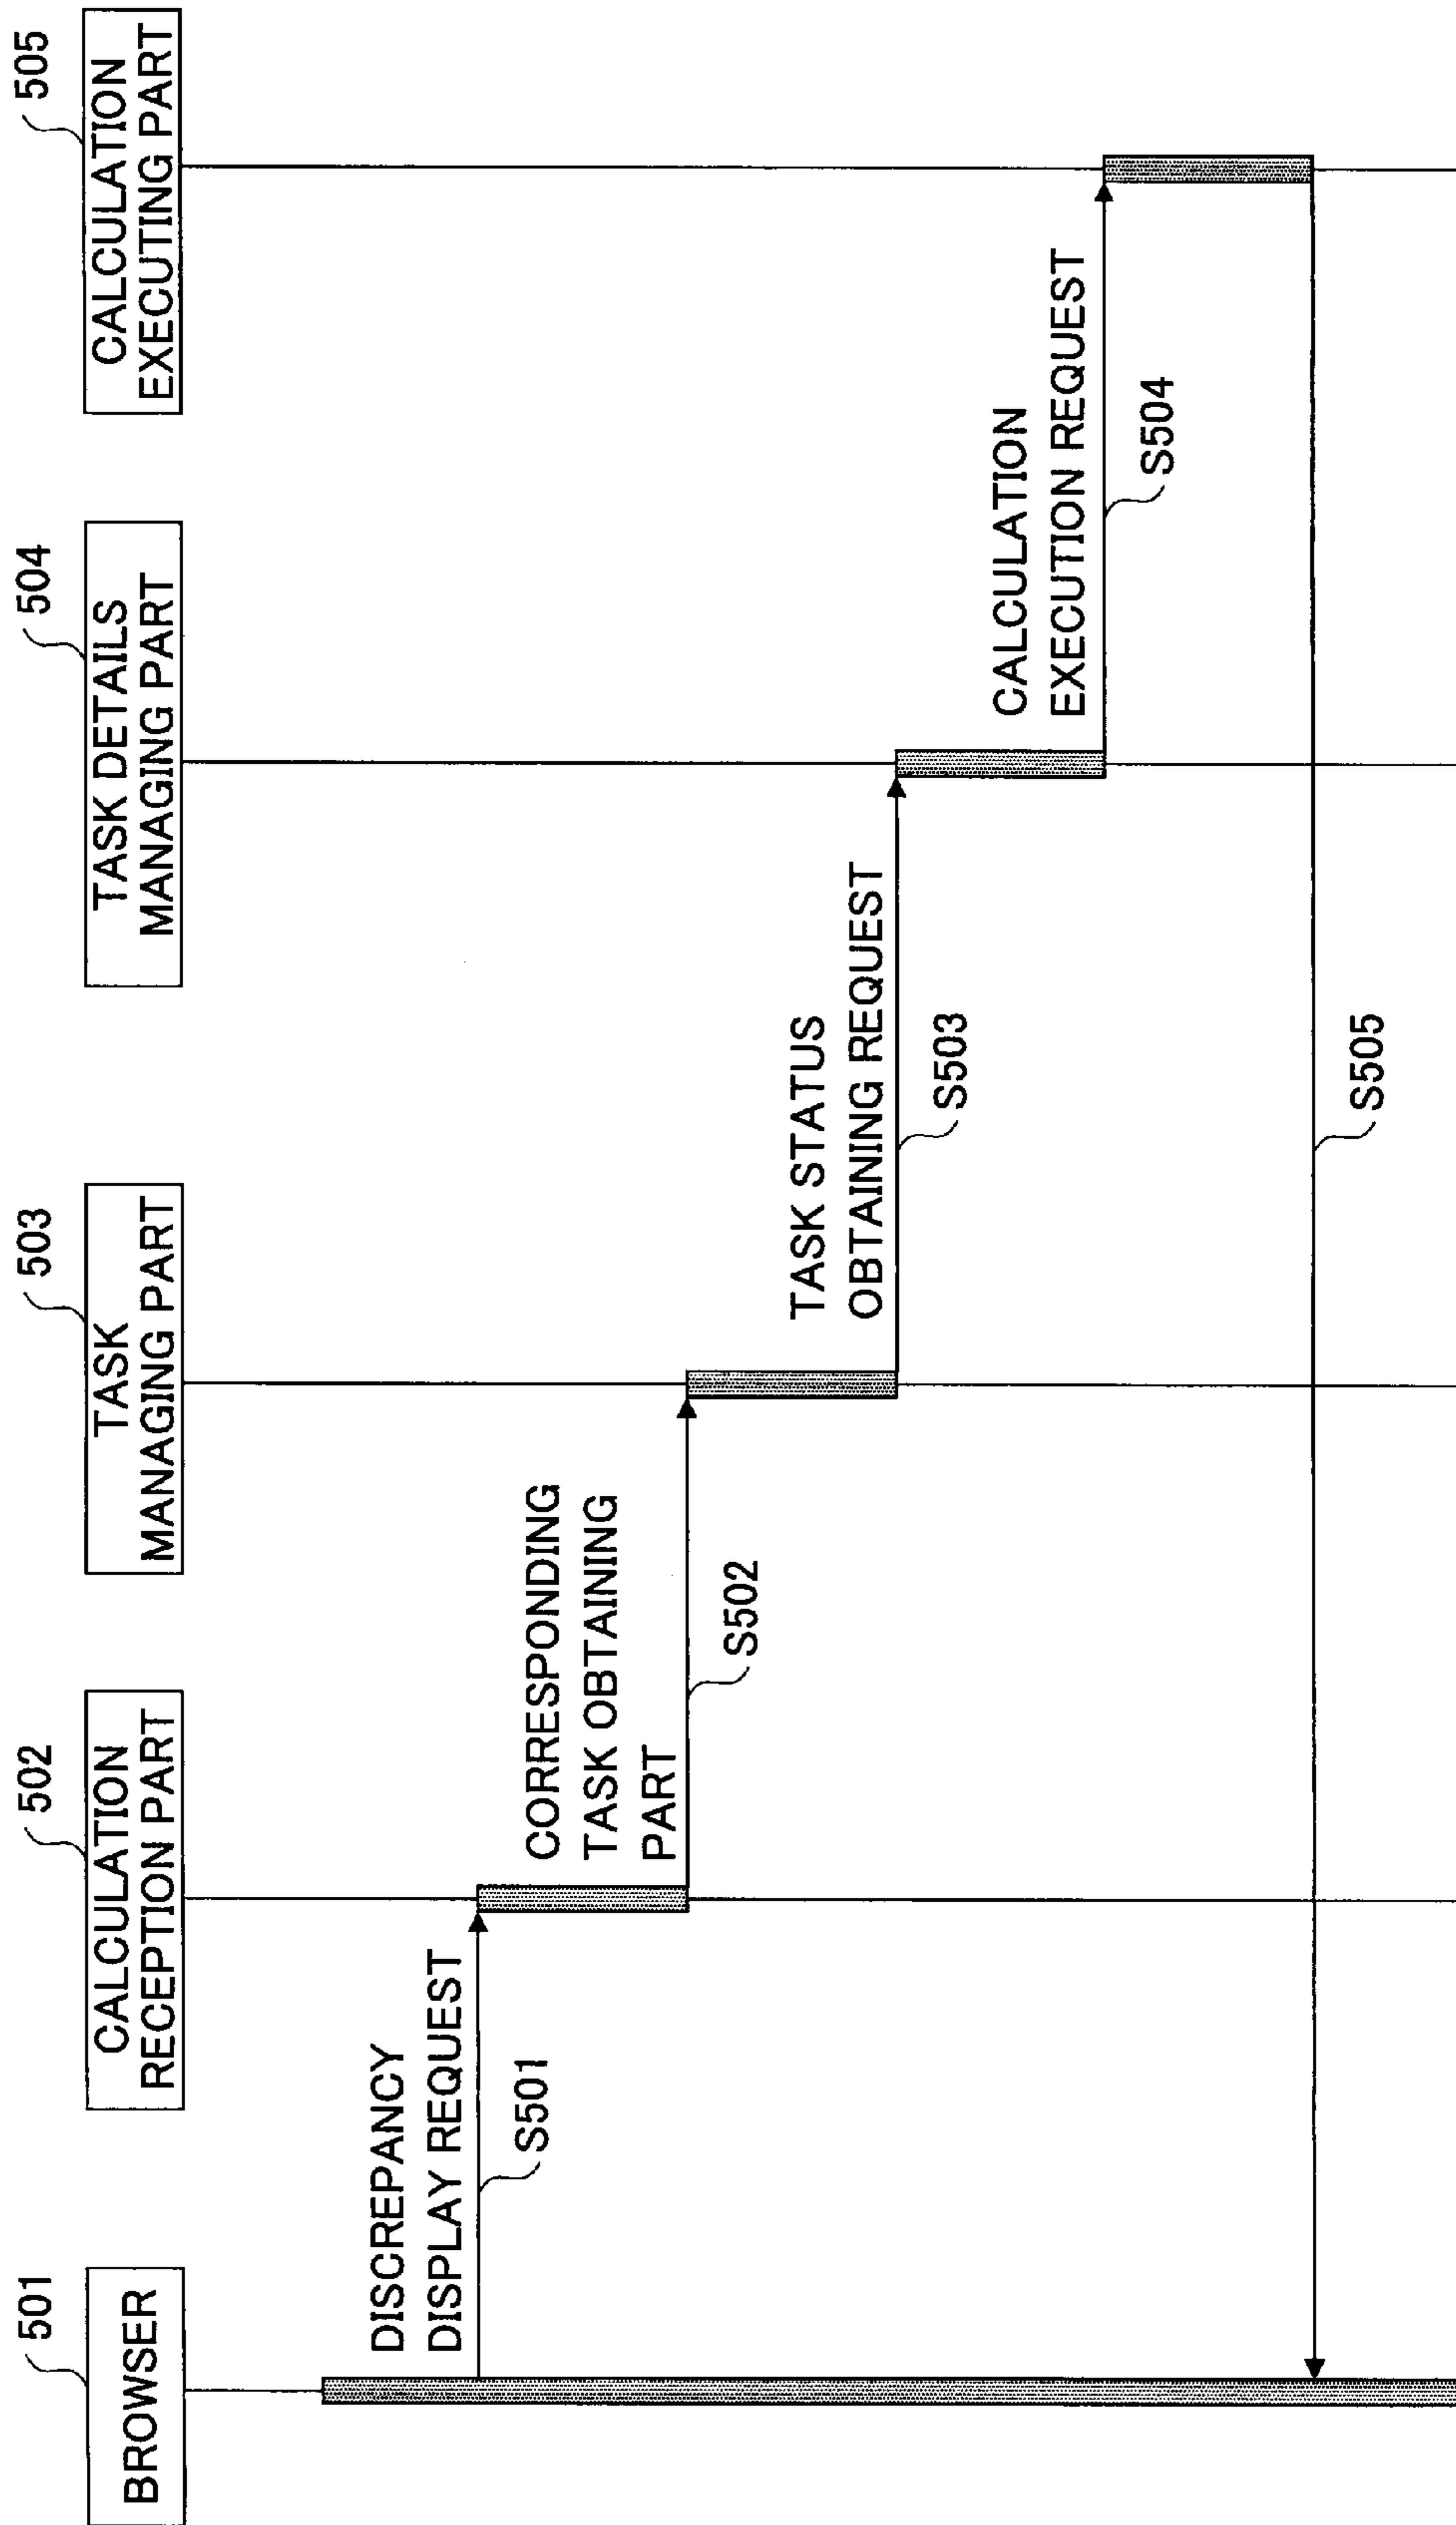 501
BROWSER
502
CALCULATION
RECEPTION PART
503
TASK
MANAGING PART
504
TASK DETAILS
MANAGING PART
505
CALCULATION
EXECUTING PART
DISCREPANCY
DISPLAY REQUEST
S501
CORRESPONDING
TASK OBTAINING
PART
S502
TASK STATUS
OBTAINING REQUEST
S503
CALCULATION
EXECUTION REQUEST
S504
S505